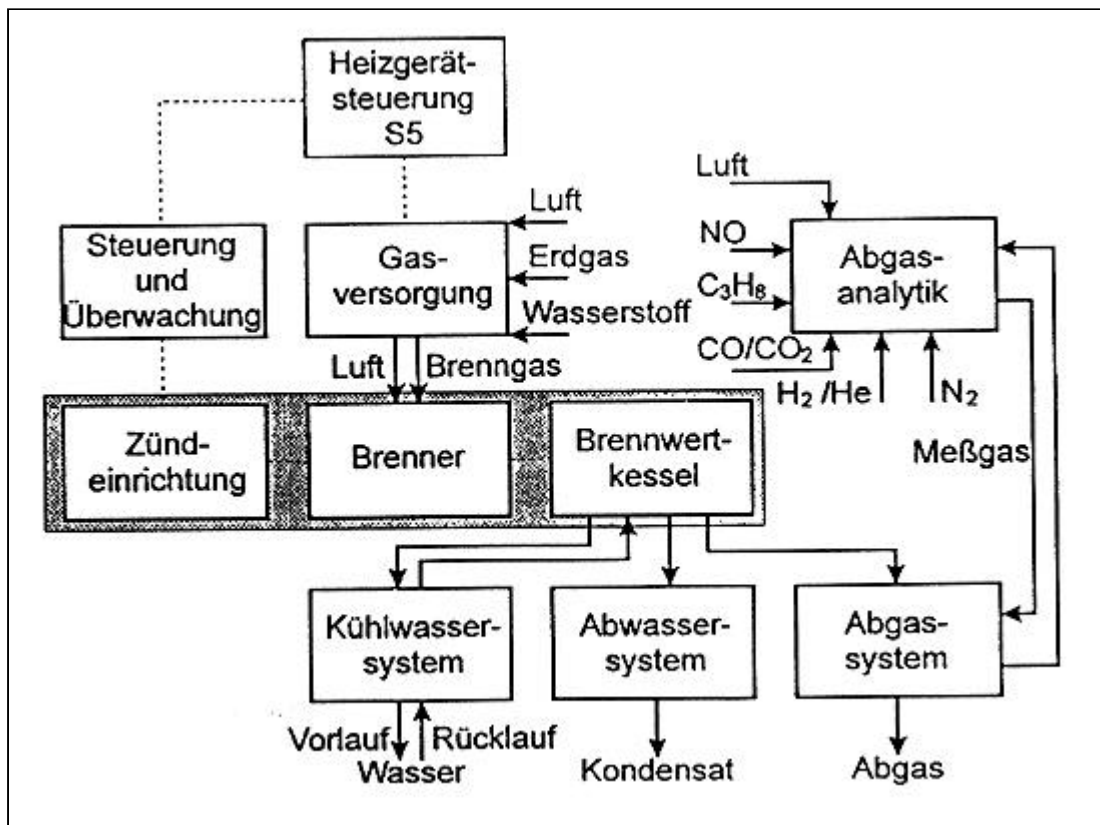 Heizgerät-
steuerung
S5
Luft
Luft
Steuerung
und
Überwachung
Gas-
versorgung
Erdgas
Wasserstoff
NO
C₃H₈
CO/CO₂
H₂ /He
N₂
Abgas-
analytik
Luft
Brenngas
Meßgas
Zünd-
einrichtung
Brenner
Brennwert-
kessel
Kühlwasser-
system
Abwasser-
system
Abgas-
system
Vorlauf
Rücklauf
Wasser
Kondensat
Abgas